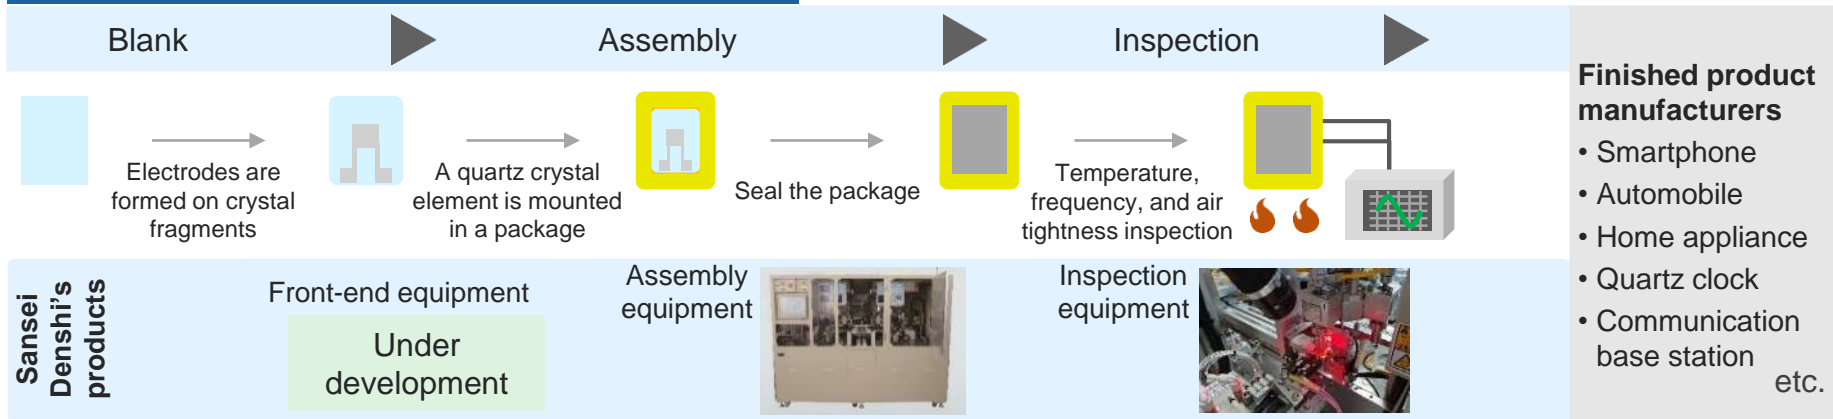 Blank
Assembly
Inspection
Electrodes are
formed on crystal
fragments
A quartz crystal
element is mounted
in a package
Seal the package
Temperature,
frequency, and air
tightness inspection
Sansei
Denshi's
products
Front-end equipment
Under
development
Assembly
equipment
Inspection
equipment
Finished product
manufacturers
• Smartphone
• Automobile
• Home appliance
• Quartz clock
• Communication
base station
etc.